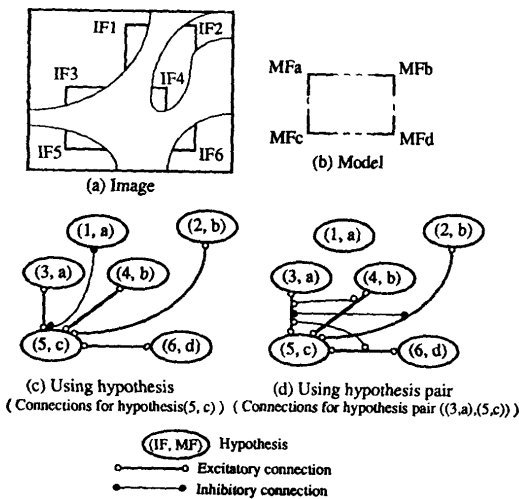 IF1
IF2
IF3
IF4
IF5
IF6
(a) Image
MFa
MFb
MFc
MFd
(b) Model
(1, a)
(2, b)
(3, a)
(4, b)
(5, c)
(6, d)
(c) Using hypothesis
( Connections for hypothesis(5, c) )
(1, a)
(2, b)
(3, a)
(4, b)
(5, c)
(6, d)
(d) Using hypothesis pair
( Connections for hypothesis pair ((3,a),(5,c)) )
(IF, MF) Hypothesis
Excitatory connection
Inhibitory connection